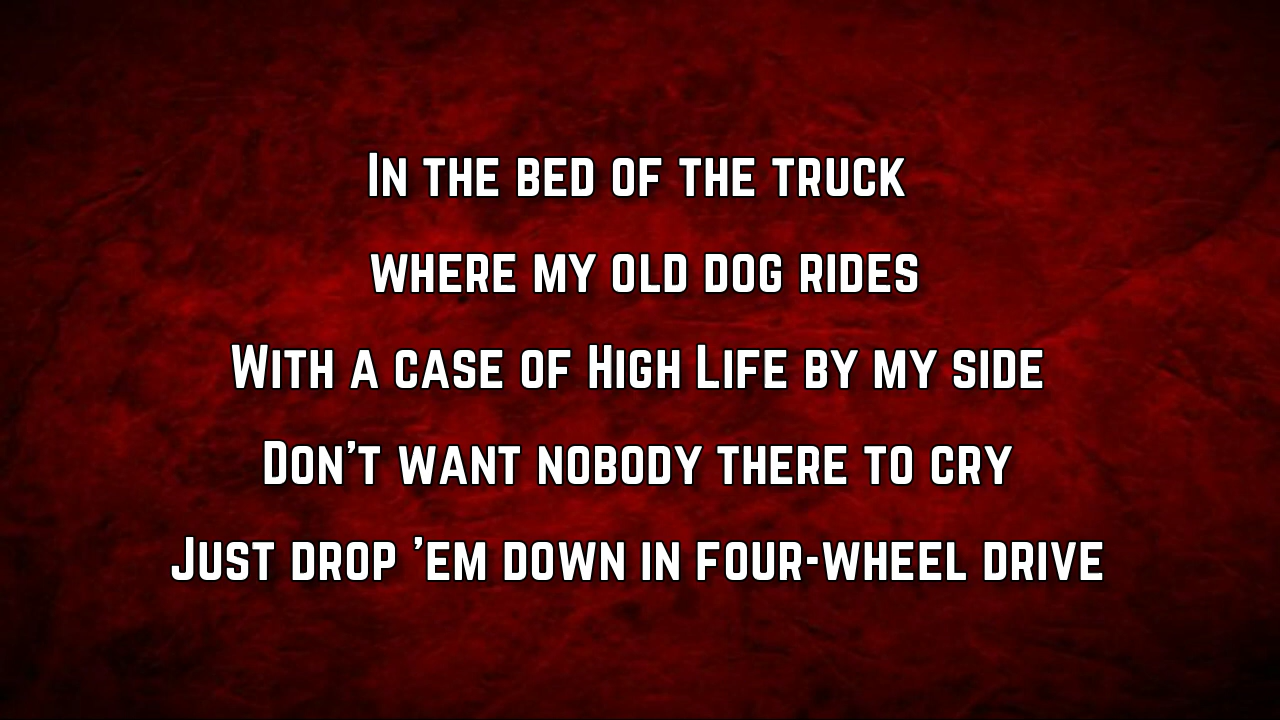 In the bed of the truck
where my old dog rides
With a case of High Life by my side
Don't want nobody there to cry
Just drop 'em down in four-wheel drive